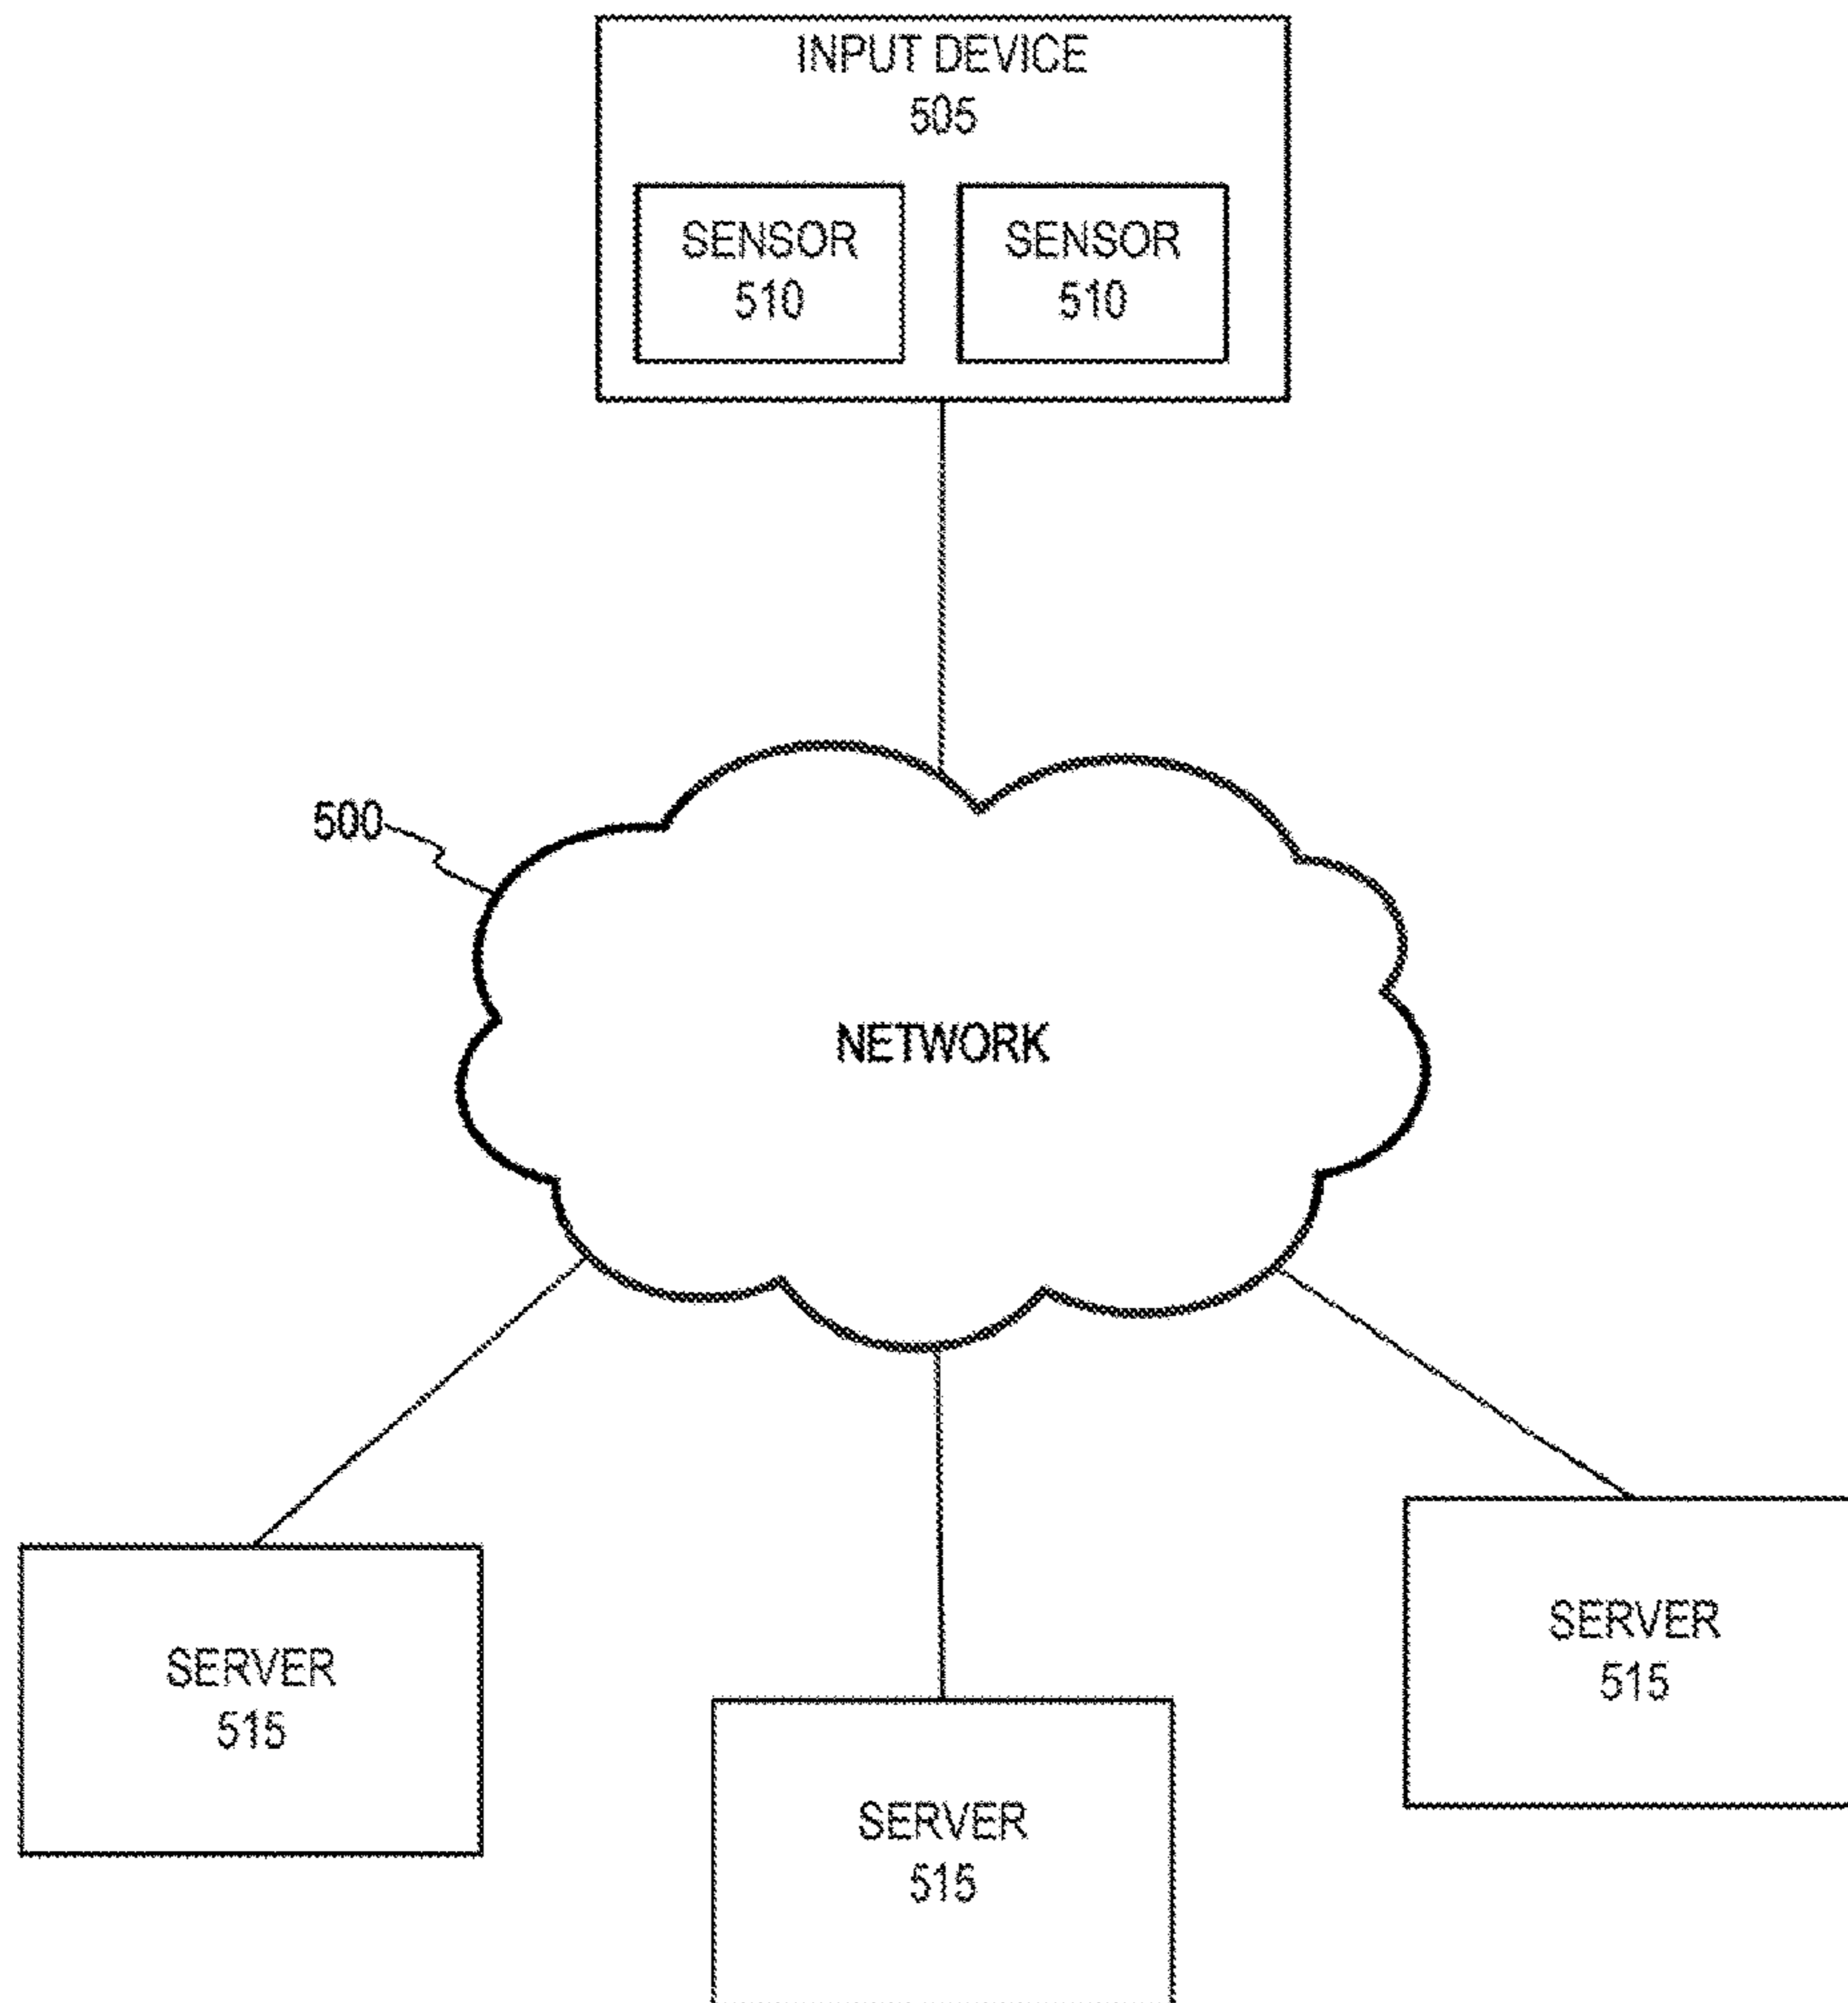 INPUT DEVICE
505
SENSOR
510
SENSOR
510
500
NETWORK
SERVER
515
SERVER
515
SERVER
515